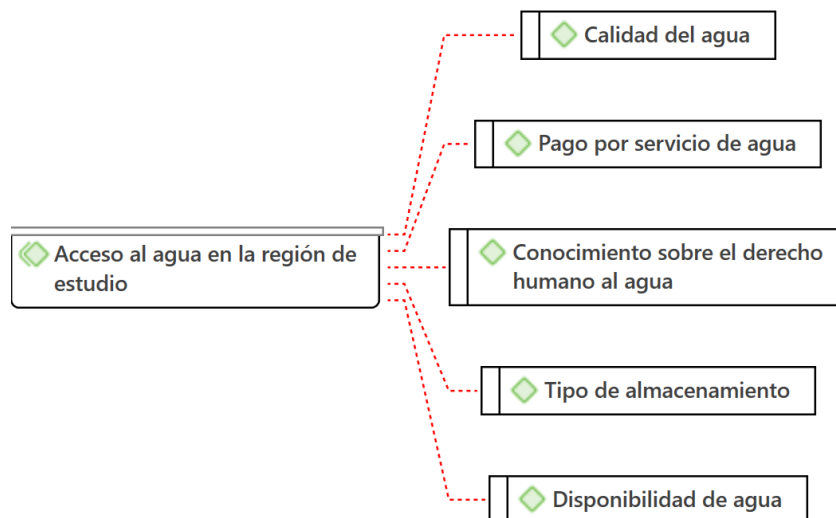 Calidad del agua
Pago por servicio de agua
Acceso al agua en la región de
estudio
Conocimiento sobre el derecho
humano al agua
Tipo de almacenamiento
Disponibilidad de agua